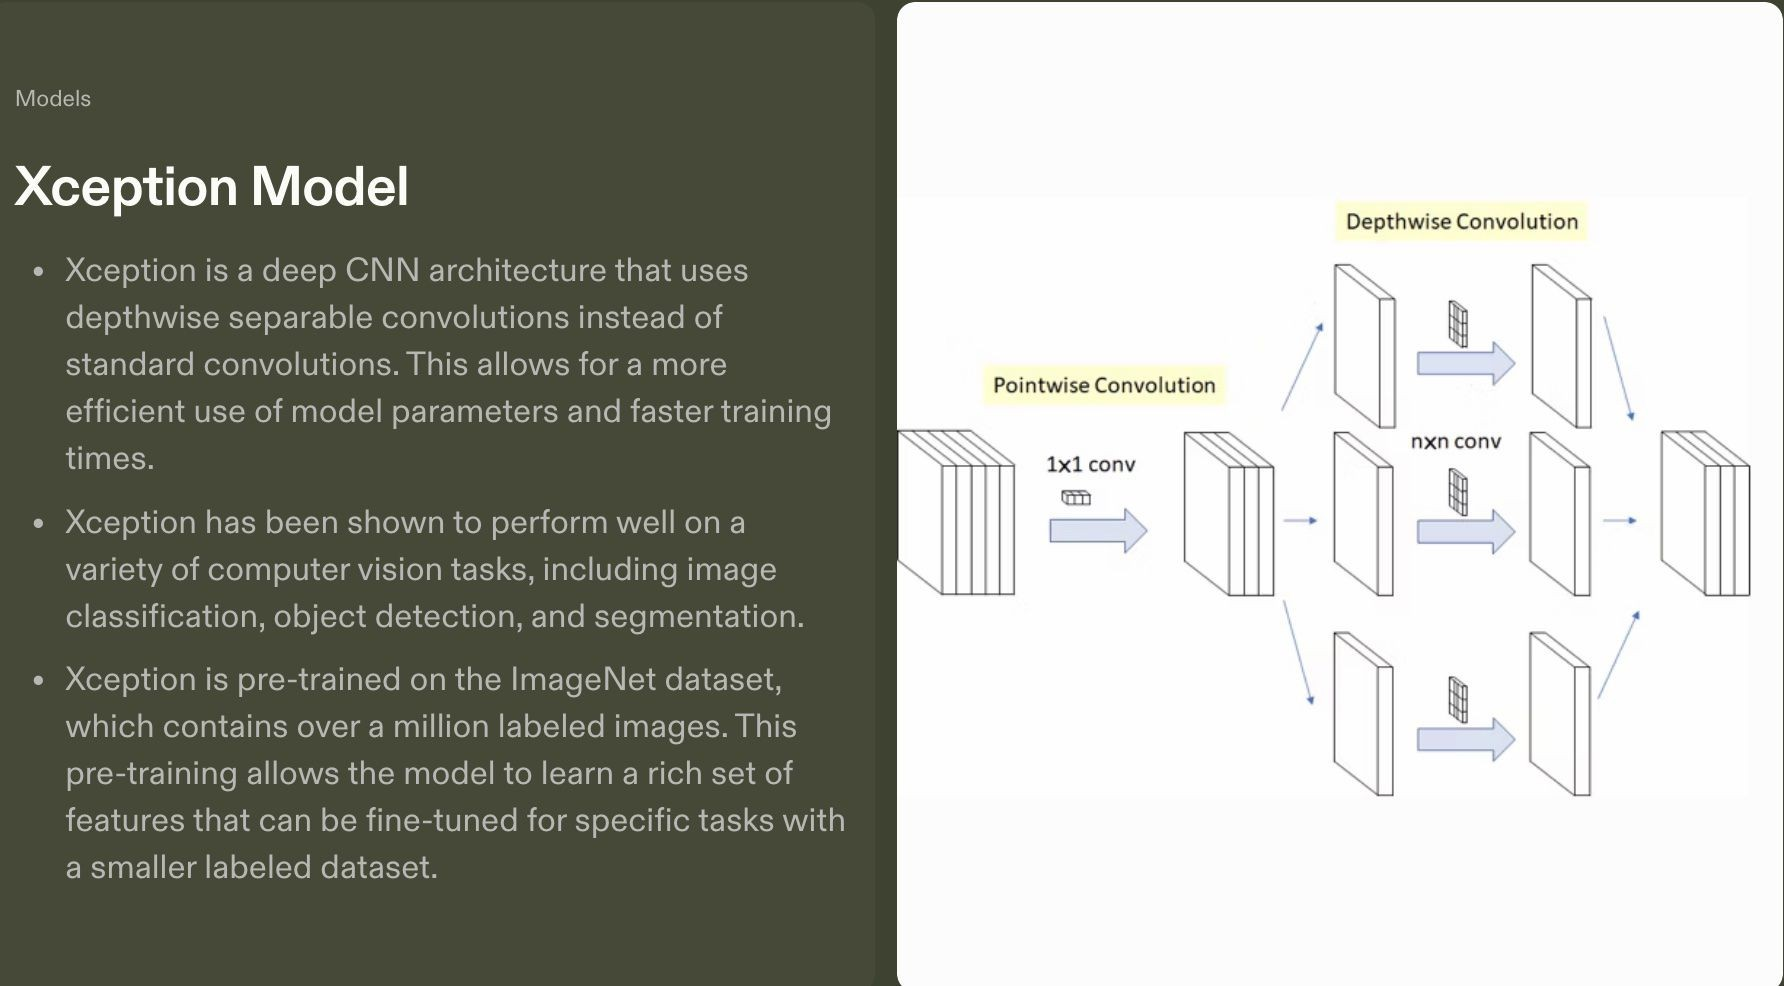 Models
Xception Model
• Xception is a deep CNN architecture that uses
depthwise separable convolutions instead of
standard convolutions. This allows for a more
efficient use of model parameters and faster training
times.
• Xception has been shown to perform well on a
variety of computer vision tasks, including image
classification, object detection, and segmentation.
• Xception is pre-trained on the ImageNet dataset,
which contains over a million labeled images. This
pre-training allows the model to learn a rich set of
features that can be fine-tuned for specific tasks with
a smaller labeled dataset.
Depthwise Convolution
Pointwise Convolution
nxn conv
1x1 conv